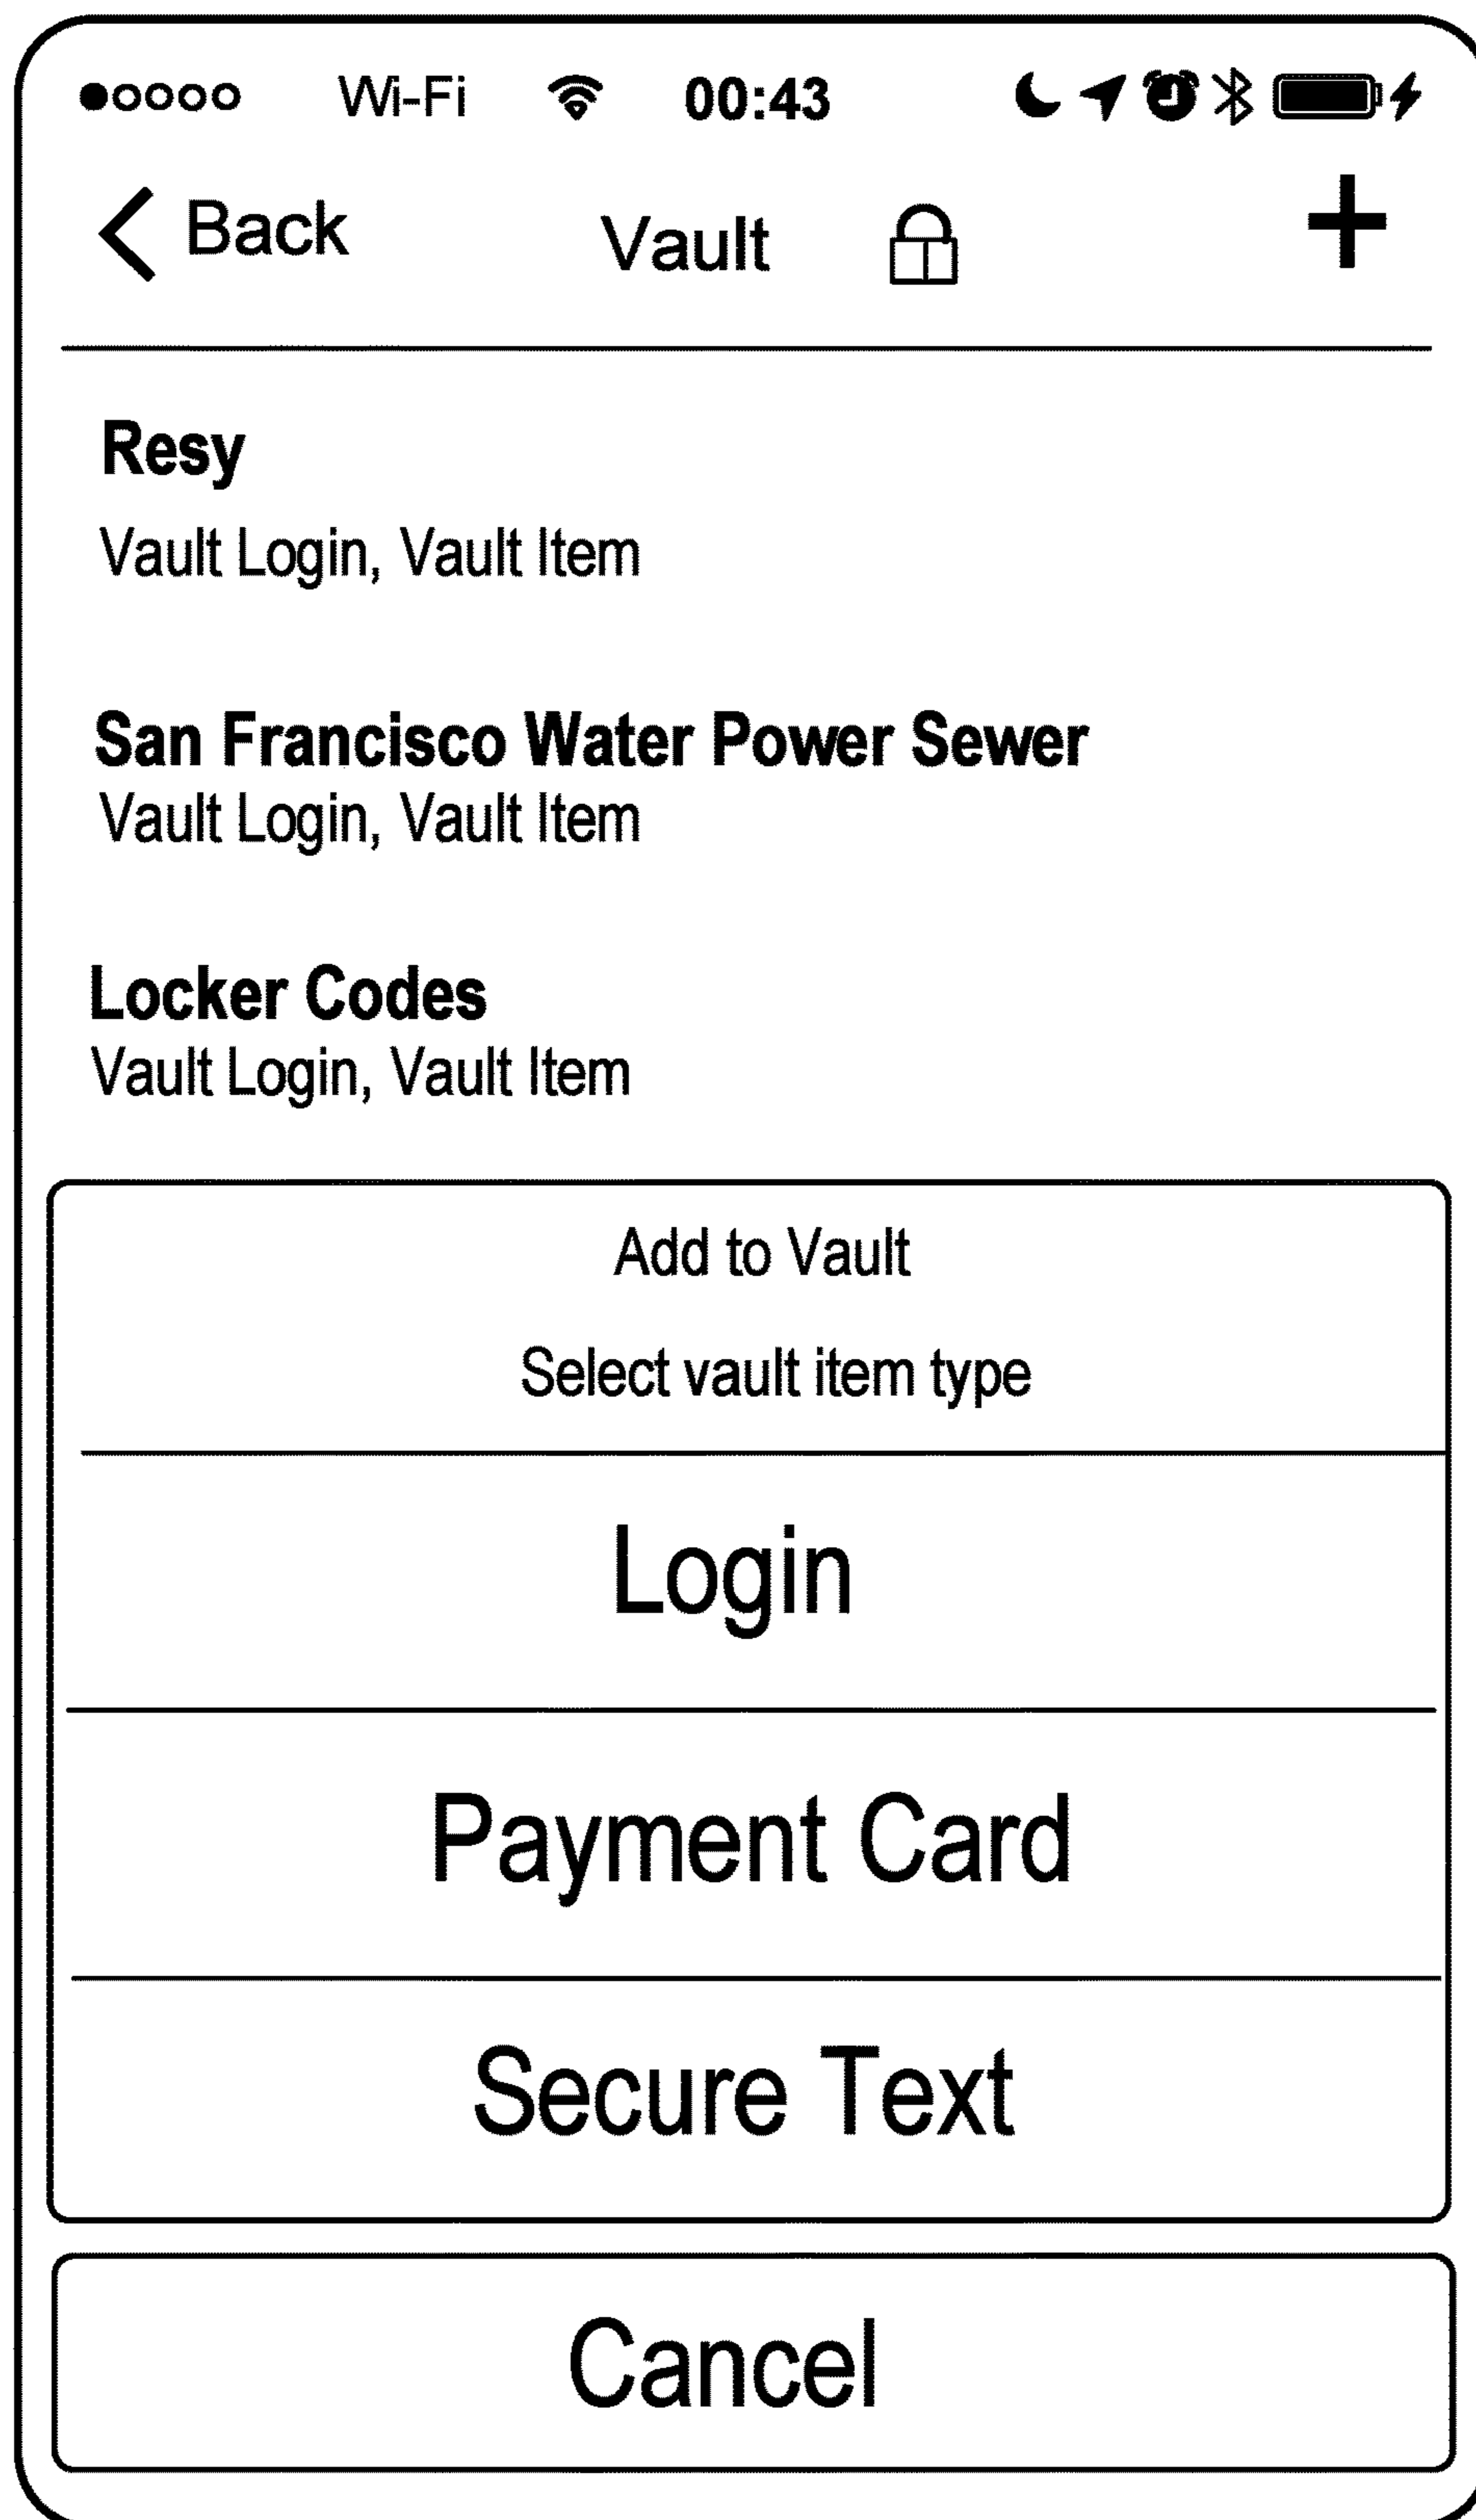 Wi-Fi 00:43
Back Vault
Resy
Vault Login, Vault Item
San Francisco Water Power Sewer
Vault Login, Vault Item
Locker Codes
Vault Login, Vault Item
Add to Vault
Select vault item type
Login
Payment Card
Secure Text
Cancel